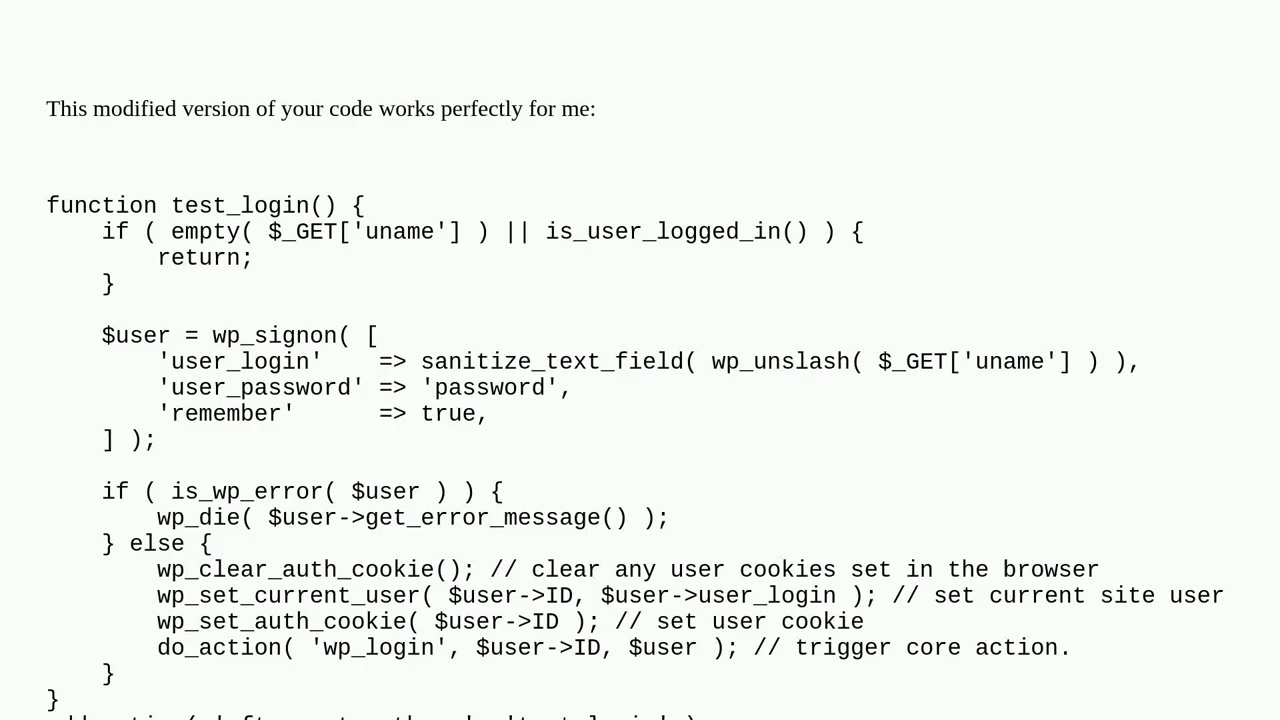 This modified version of your code works perfectly for me:
function test_login() {
    if ( empty( $_GET['uname'] ) || is_user_logged_in() ) {
        return;
    }
    $user = wp_signon( [
        'user_login'    => sanitize_text_field( wp_unslash( $_GET['uname'] ) ),
        'user_password' => 'password',
        'remember'      => true,
    ] );
    if ( is_wp_error( $user ) ) {
        wp_die( $user->get_error_message() );
    } else {
        wp_clear_auth_cookie(); // clear any user cookies set in the browser
        wp_set_current_user( $user->ID, $user->user_login ); // set current site user
        wp_set_auth_cookie( $user->ID ); // set user cookie
        do_action( 'wp_login', $user->ID, $user ); // trigger core action.
    }
}